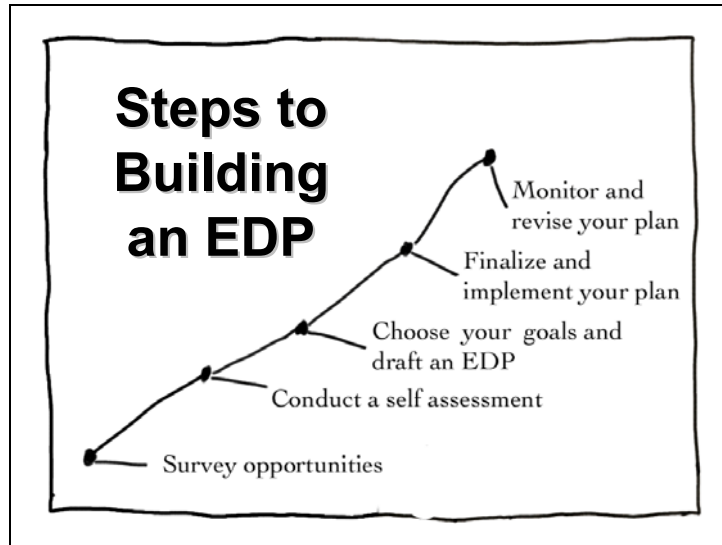 Steps to
Building
an EDP
Monitor and
revise your plan
Finalize and
implement your plan
Choose your goals and
draft an EDP
Conduct a self assessment
Survey opportunities